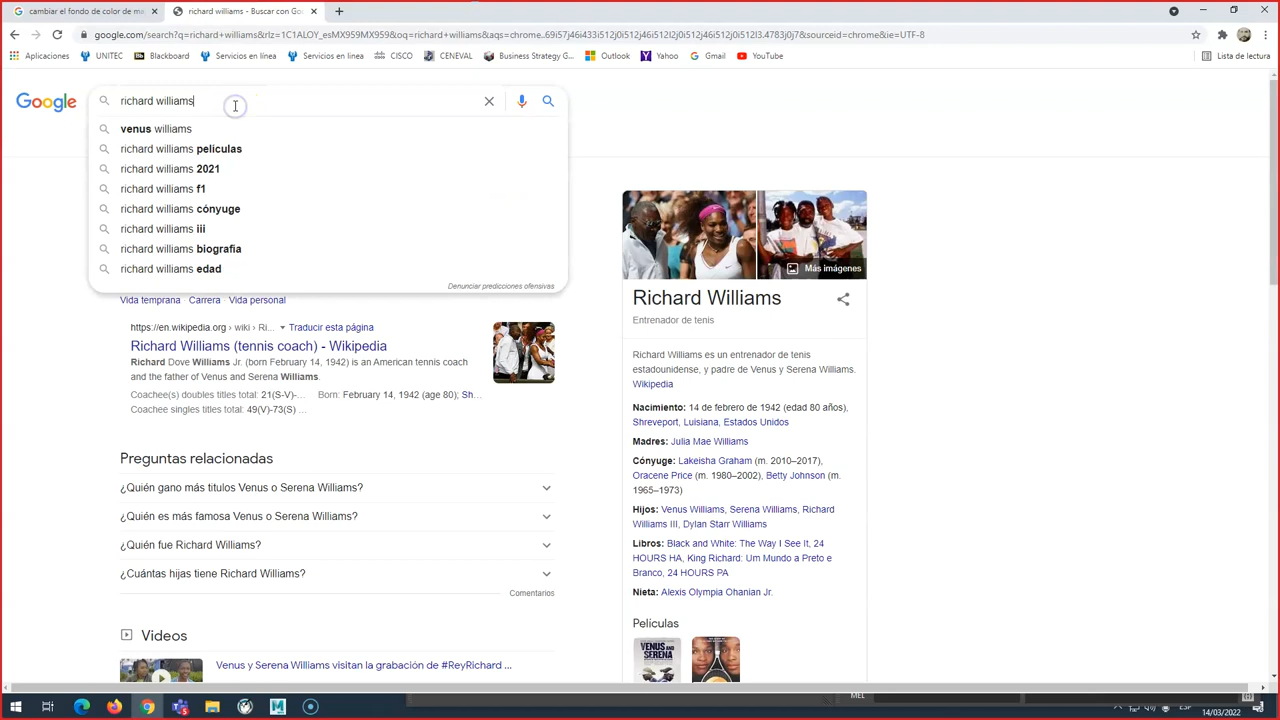 cambiar el fondo de color de ma
richard williams - Buscar con Goo
google.com/search?q=richard+williams&rlz=1C1ALOY_esMX959MX959&oq=richard+williams&aqs=chrome...69i57j46i433i512j0i512j46i512l2j0i512j46i512j0i512l3.4783j0j7&sourceid=chrome&ie=UTF-8
Aplicaciones UNITEC Blackboard Servicios en línea Servicios en línea CISCO CENEVAL Business Strategy G... Outlook Yahoo Gmail YouTube Lista de lectura
Google
richard williams
venus williams
richard williams películas
richard williams 2021
richard williams f1
richard williams cónyuge
richard williams iii
richard williams biografía
richard williams edad
Denunciar predicciones ofensivas
Vida temprana · Carrera · Vida personal
https://en.wikipedia.org › wiki › Ri... Traducir esta página
Richard Williams (tennis coach) - Wikipedia
Richard Dove Williams Jr. (born February 14, 1942) is an American tennis coach
and the father of Venus and Serena Williams.
Coachee(s) doubles titles total: 21(S-V)-... Born: February 14, 1942 (age 80); Sh...
Coachee singles titles total: 49(V)-73(S) ...
Preguntas relacionadas
¿Quién gano más titulos Venus o Serena Williams?
¿Quién es más famosa Venus o Serena Williams?
¿Quién fue Richard Williams?
¿Cuántas hijas tiene Richard Williams?
Comentarios
Videos
Venus y Serena Williams visitan la grabación de #ReyRichard ...
Más imágenes
Richard Williams
Entrenador de tenis
Richard Williams es un entrenador de tenis
estadounidense, y padre de Venus y Serena Williams.
Wikipedia
Nacimiento: 14 de febrero de 1942 (edad 80 años),
Shreveport, Luisiana, Estados Unidos
Madres: Julia Mae Williams
Cónyuge: Lakeisha Graham (m. 2010–2017),
Oracene Price (m. 1980–2002), Betty Johnson (m.
1965–1973)
Hijos: Venus Williams, Serena Williams, Richard
Williams III, Dylan Starr Williams
Libros: Black and White: The Way I See It, 24
HOURS HA, King Richard: Um Mundo a Preto e
Branco, 24 HOURS PA
Nieta: Alexis Olympia Ohanian Jr.
Películas
VENUS AND SERENA
MEL
ESP
14/03/2022